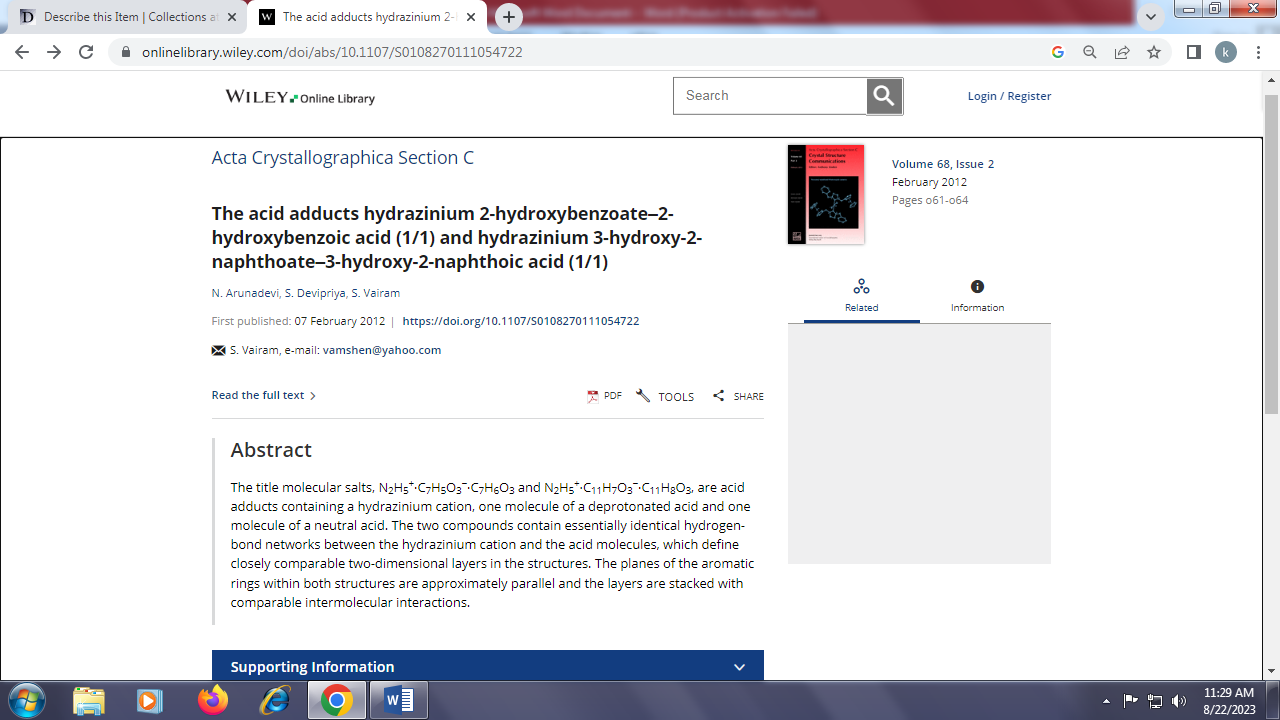 Describe this Item | Collections at
The acid adducts hydrazinium 2-
onlinelibrary.wiley.com/doi/abs/10.1107/S0108270111054722
k
WILEY Online Library
Search
Login / Register
Acta Crystallographica Section C
The acid adducts hydrazinium 2-hydroxybenzoate–2-
hydroxybenzoic acid (1/1) and hydrazinium 3-hydroxy-2-
naphthoate–3-hydroxy-2-naphthoic acid (1/1)
N. Arunadevi, S. Devipriya, S. Vairam
First published: 07 February 2012 | https://doi.org/10.1107/S0108270111054722
S. Vairam, e-mail: vamshen@yahoo.com
Read the full text
PDF TOOLS SHARE
Abstract
The title molecular salts, N₂H₅⁺·C₇H₅O₃⁻·C₇H₆O₃ and N₂H₅⁺·C₁₁H₇O₃⁻·C₁₁H₈O₃, are acid
adducts containing a hydrazinium cation, one molecule of a deprotonated acid and one
molecule of a neutral acid. The two compounds contain essentially identical hydrogen-
bond networks between the hydrazinium cation and the acid molecules, which define
closely comparable two-dimensional layers in the structures. The planes of the aromatic
rings within both structures are approximately parallel and the layers are stacked with
comparable intermolecular interactions.
Supporting Information
Crystal Structure
Communications
Volume 68, Issue 2
February 2012
Pages o61-o64
Related
Information
11:29 AM
8/22/2023